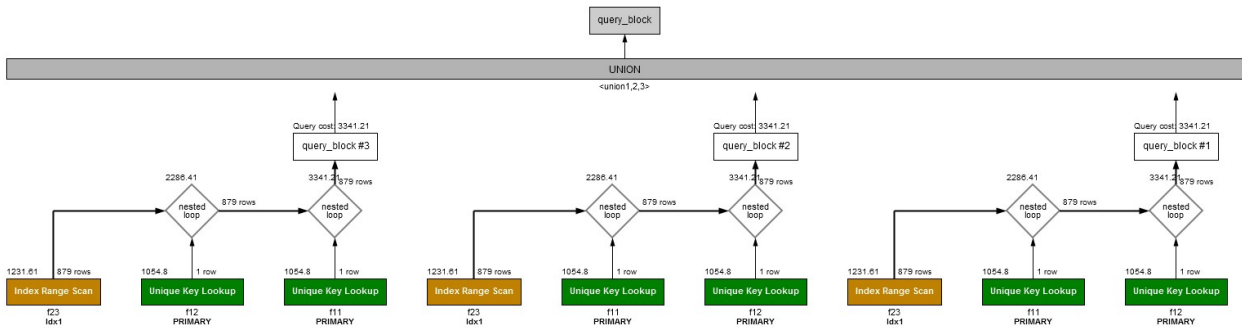 query_block
UNION
<union1,2,3>
Query cost: 3341.21
query_block #3
2286.41
3341.21
879 rows
nested loop
879 rows
nested loop
1231.61
879 rows
1054.8
1 row
1054.8
1 row
Index Range Scan
Unique Key Lookup
Unique Key Lookup
f23
Idx1
f12
PRIMARY
f11
PRIMARY
Query cost: 3341.21
query_block #2
2286.41
3341.21
879 rows
nested loop
879 rows
nested loop
1231.61
879 rows
1054.8
1 row
1054.8
1 row
Index Range Scan
Unique Key Lookup
Unique Key Lookup
f23
Idx1
f11
PRIMARY
f12
PRIMARY
Query cost: 3341.21
query_block #1
2286.41
3341.21
879 rows
nested loop
879 rows
nested loop
1231.61
879 rows
1054.8
1 row
1054.8
1 row
Index Range Scan
Unique Key Lookup
Unique Key Lookup
f23
Idx1
f11
PRIMARY
f12
PRIMARY